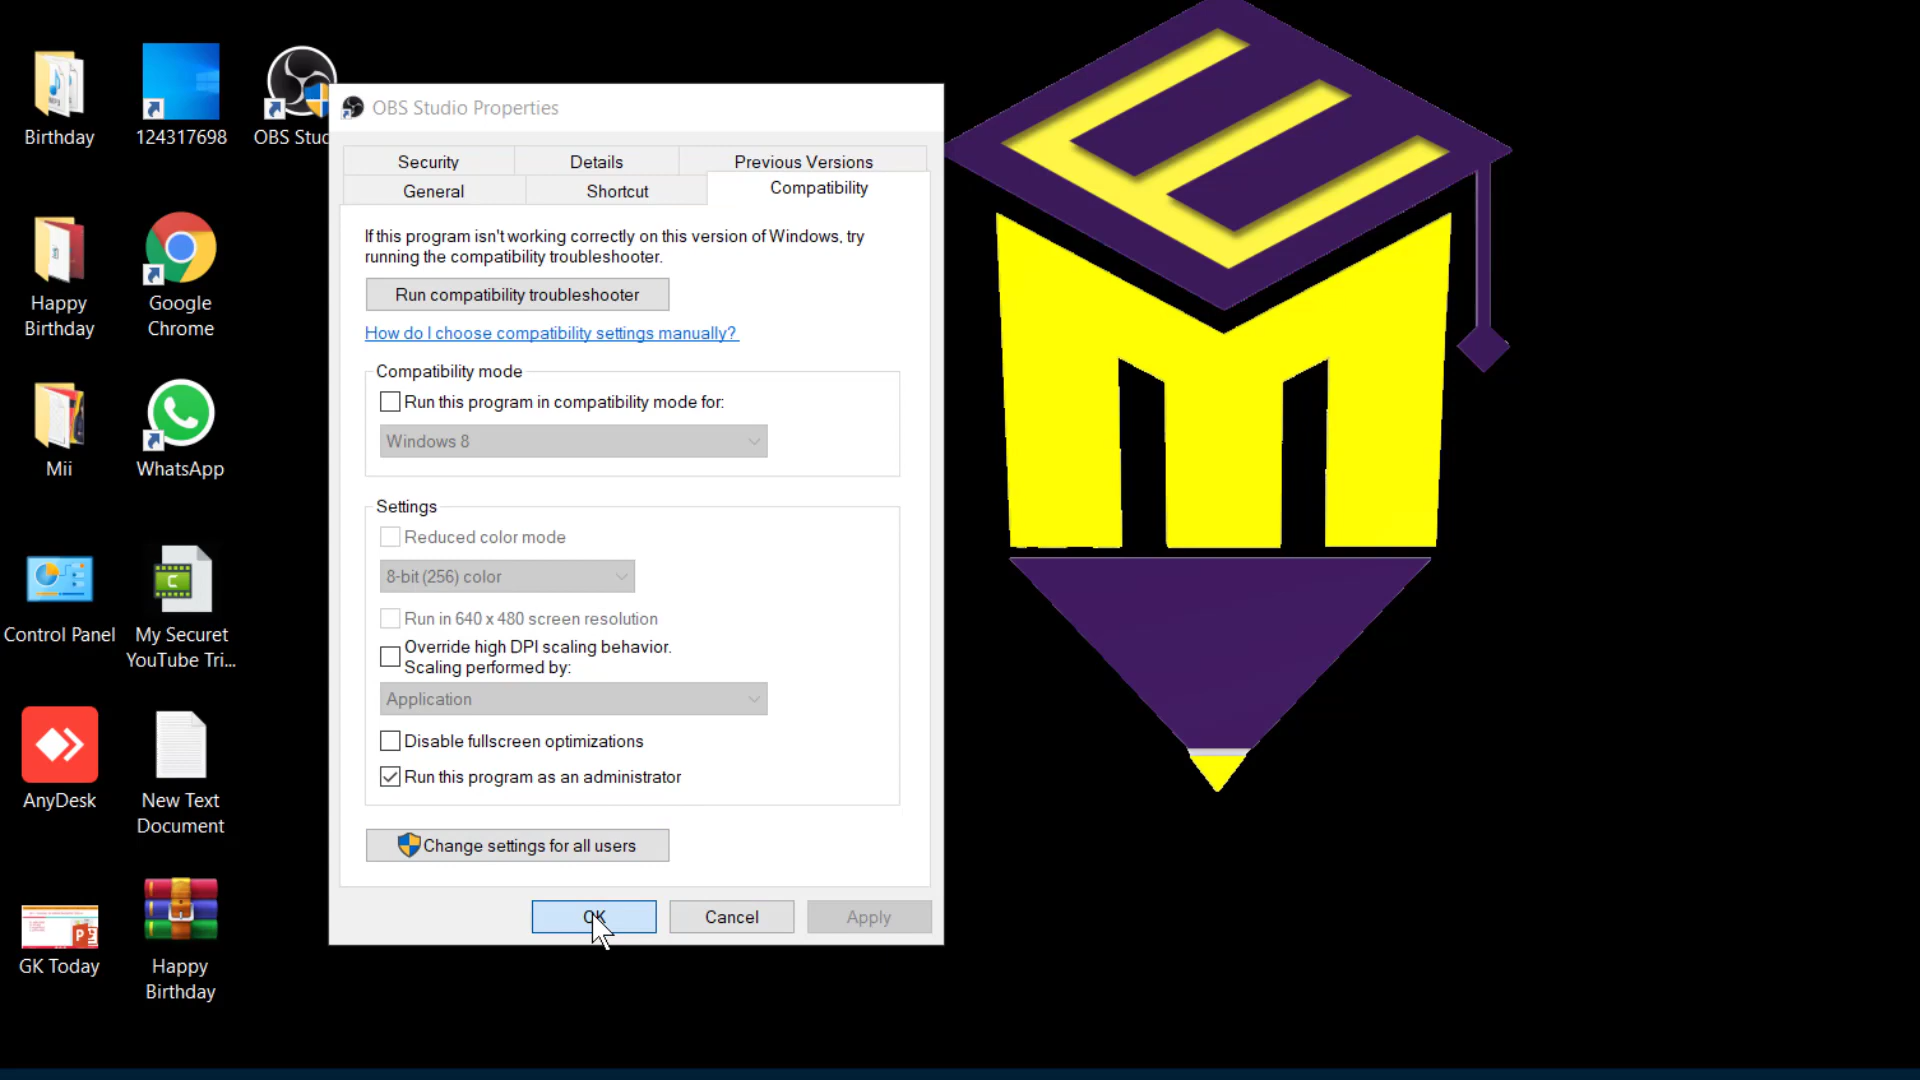 Birthday
124317698
OBS Stud
Happy
Birthday
Google
Chrome
Mii
WhatsApp
Control Panel
My Securet
YouTube Tri...
AnyDesk
New Text
Document
GK Today
Happy
Birthday
OBS Studio Properties
Security
Details
Previous Versions
General
Shortcut
Compatibility
If this program isn't working correctly on this version of Windows, try
running the compatibility troubleshooter.
Run compatibility troubleshooter
How do I choose compatibility settings manually?
Compatibility mode
Run this program in compatibility mode for:
Windows 8
Settings
Reduced color mode
8-bit (256) color
Run in 640 x 480 screen resolution
Override high DPI scaling behavior.
Scaling performed by:
Application
Disable fullscreen optimizations
Run this program as an administrator
Change settings for all users
OK
Cancel
Apply